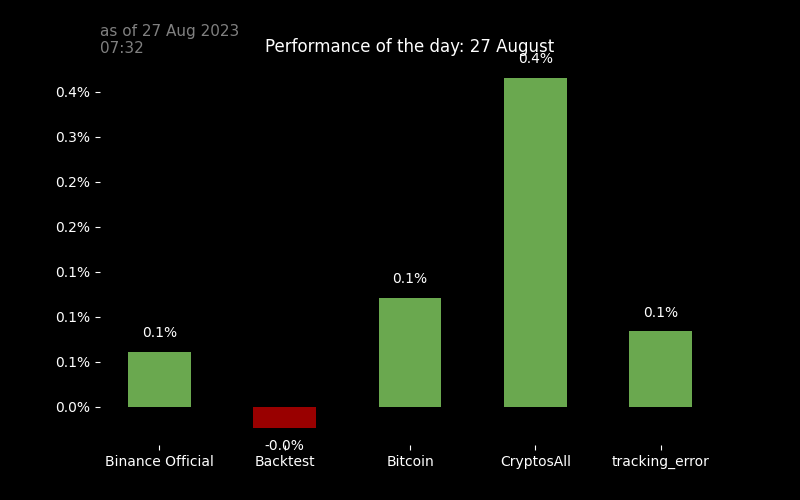 as of 27 Aug 2023
07:32
Performance of the day: 27 August
0.4%
0.4%
0.3%
0.2%
0.2%
0.1%
0.1%
0.1%
0.0%
0.1%
-0.0%
0.1%
0.1%
Binance Official
Backtest
Bitcoin
CryptosAll
tracking_error